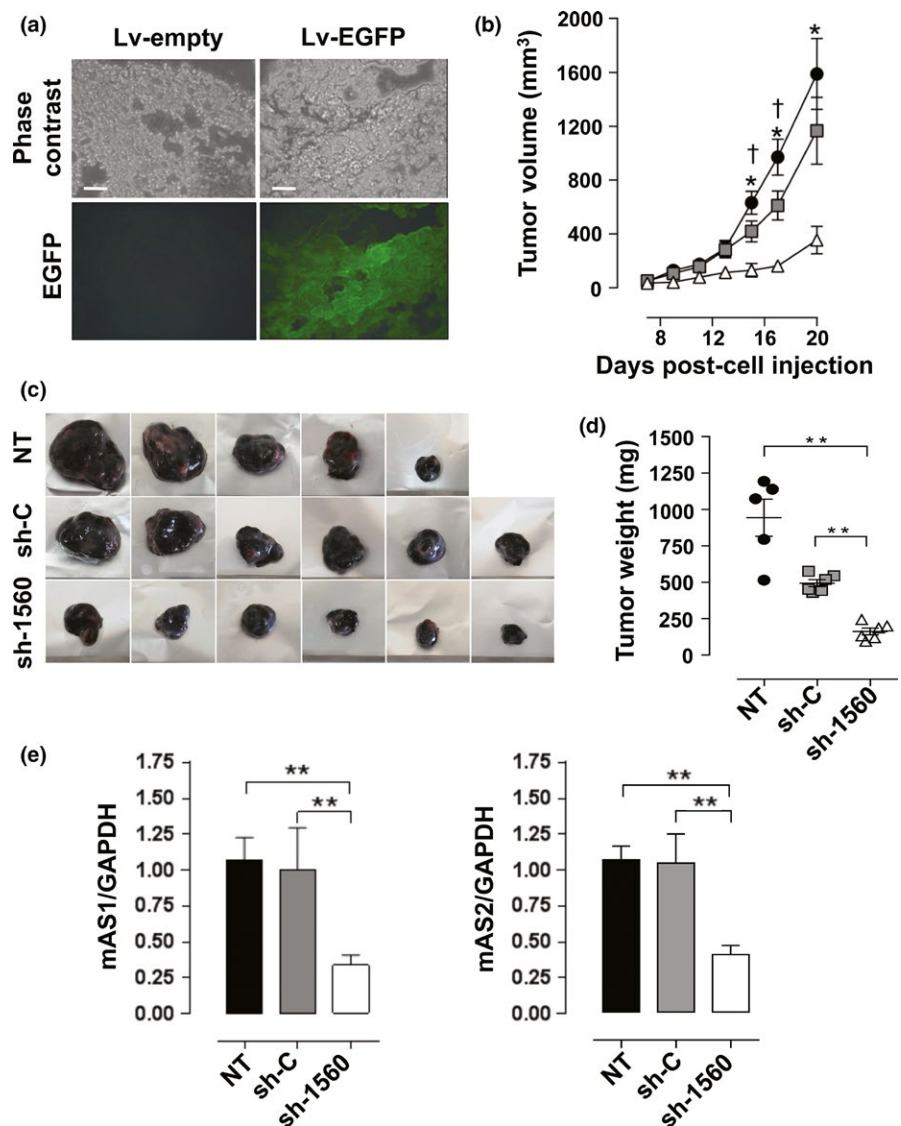 (a)
Lv-empty Lv-EGFP
Phase contrast
EGFP
(b)
Tumor volume (mm³)
2000
1600
1200
800
400
0
† †
* * *
8 12 16 20
Days post-cell injection
(c)
NT
sh-C
sh-1560
(d)
Tumor weight (mg)
1500
1250
1000
750
500
250
0
**
**
NT sh-C sh-1560
(e)
mAS1/GAPDH
1.75
1.50
1.25
1.00
0.75
0.50
0.25
0.00
**
**
NT sh-C sh-1560
mAS2/GAPDH
1.75
1.50
1.25
1.00
0.75
0.50
0.25
0.00
**
**
NT sh-C sh-1560